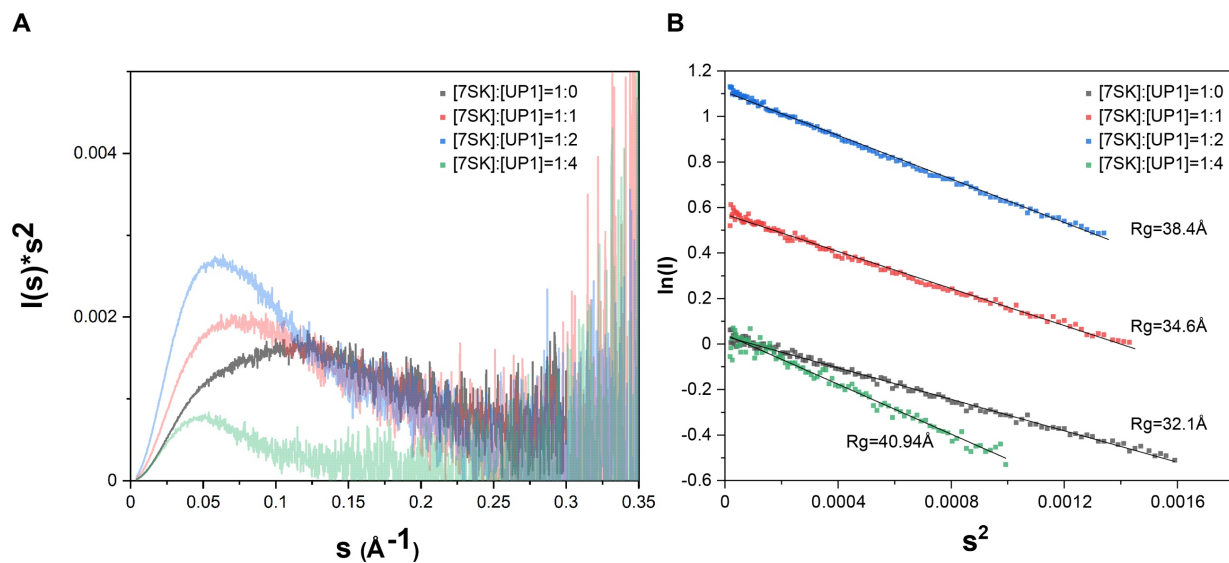 A
I(s)*s2
0.004
0.002
0
0
0.05
0.1
0.15
0.2
0.25
0.3
0.35
s (Å-1)
[7SK]:[UP1]=1:0
[7SK]:[UP1]=1:1
[7SK]:[UP1]=1:2
[7SK]:[UP1]=1:4
B
ln(I)
1.2
1
0.8
0.6
0.4
0.2
0
-0.2
-0.4
-0.6
0
0.0004
0.0008
0.0012
0.0016
s2
[7SK]:[UP1]=1:0
[7SK]:[UP1]=1:1
[7SK]:[UP1]=1:2
[7SK]:[UP1]=1:4
Rg=38.4Å
Rg=34.6Å
Rg=32.1Å
Rg=40.94Å